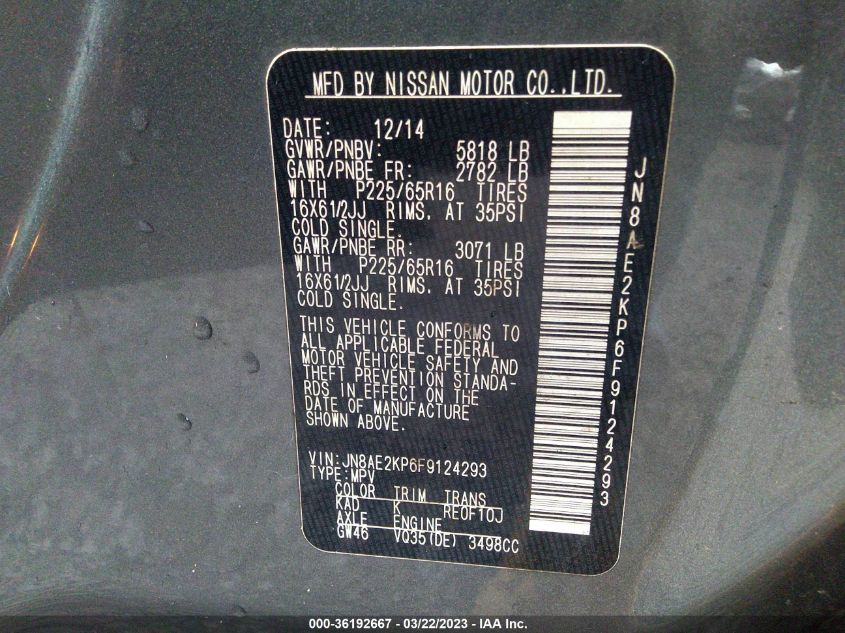 MFD BY NISSAN MOTOR CO.,LTD.
DATE: 12/14
GVWR/PNBV: 5818 LB
GAWR/PNBE FR: 2782 LB
WITH P225/65R16 TIRES
16X61/2JJ RIMS. AT 35PSI
COLD SINGLE.
GAWR/PNBE RR: 3071 LB
WITH P225/65R16 TIRES
16X61/2JJ RIMS. AT 35PSI
COLD SINGLE.
THIS VEHICLE CONFORMS TO
ALL APPLICABLE FEDERAL
MOTOR VEHICLE SAFETY AND
THEFT PREVENTION STANDA-
RDS IN EFFECT ON THE
DATE OF MANUFACTURE
SHOWN ABOVE.
VIN:JN8AE2KP6F9124293
TYPE:MPV
COLOR TRIM TRANS
KAD K REOF10J
AXLE ENGINE
GW46 VQ35(DE) 3498CC
JN8AE2KP6F9124293
000-36192667 - 03/22/2023 - IAA Inc.